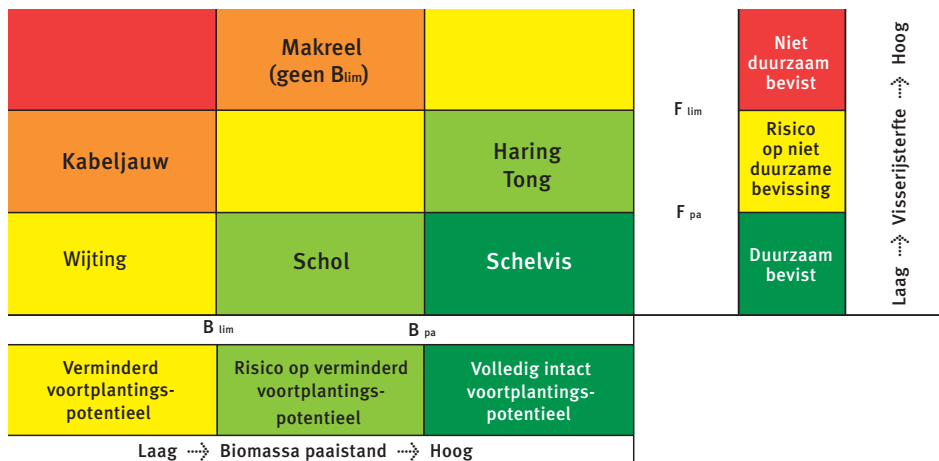 Makreel
(geen Blim)
Kabeljauw
Haring
Tong
Wijting
Schol
Schelvis
F lim
F pa
Niet
duurzaam
bevist
Risico
op niet
duurzame
bevissing
Duurzaam
bevist
Laag ····> Visserijsterfte ····> Hoog
B lim
B pa
Verminderd
voortplantings-
potentieel
Risico op verminderd
voortplantings-
potentieel
Volledig intact
voortplantings-
potentieel
Laag ····> Biomassa paaistand ····> Hoog